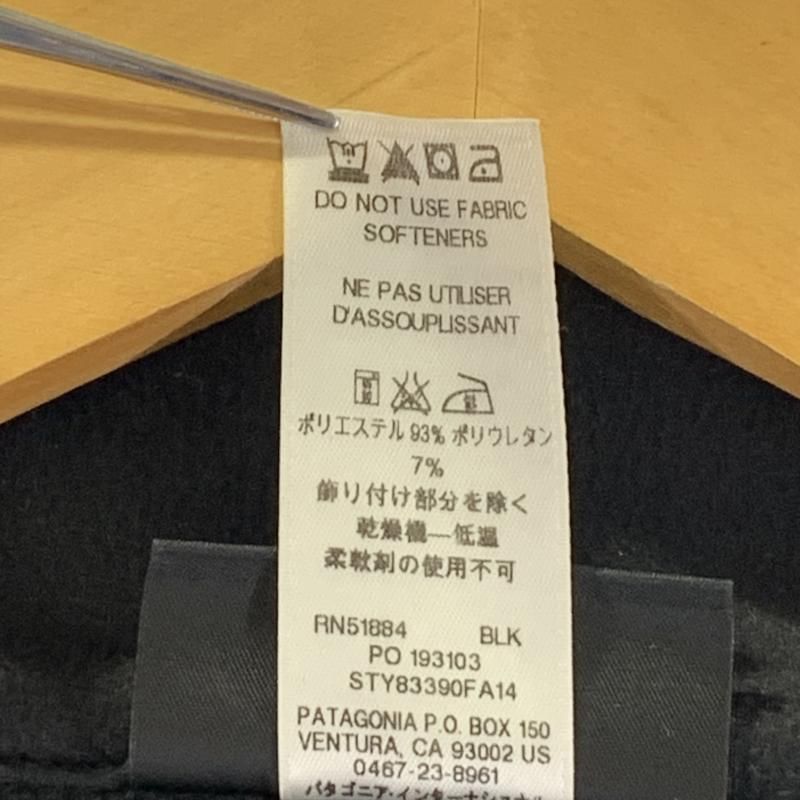 DO NOT USE FABRIC
SOFTENERS
NE PAS UTILISER
D'ASSOUPLISSANT
ポリエステル 93% ポリウレタン
7%
飾り付け部分を除く
乾燥機—低温
柔軟剤の使用不可
RN51884 BLK
PO 193103
STY83390FA14
PATAGONIA P.O. BOX 150
VENTURA, CA 93002 US
0467-23-8961
パタゴニア・インターナショナル